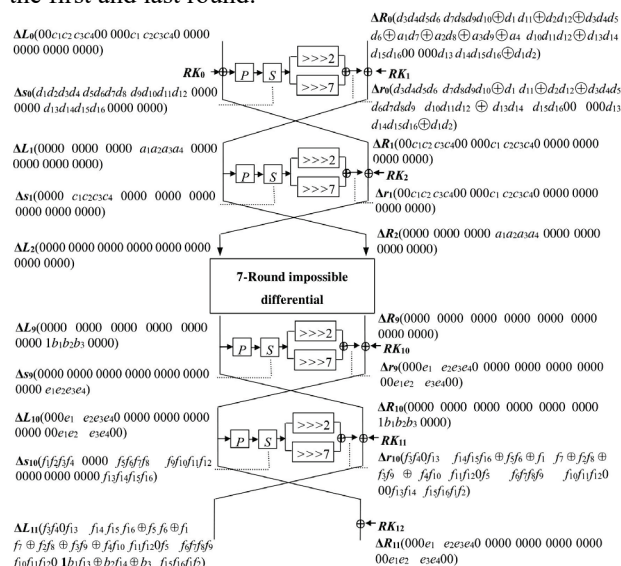 the first and last round.
ΔL0(00c1c2 c3c400 000c1 c2c3c40 0000
0000 0000 0000)
ΔR0(d3d4d5d6 d7d8d9d10⊕d1 d11⊕d2d12⊕d3d4d5
d6⊕a1d7⊕a2d8⊕a3d9⊕a4 d10d11d12⊕d13d14
d15d1600 000d13 d14d15d16⊕d1d2)
RK0
P
S
>>>2
>>>7
RK1
Δs0(d1d2d3d4 d5d6d7d8 d9d10d11d12 0000
0000 d13d14d15d16 0000 0000)
Δr0(d3d4d5d6 d7d8d9d10⊕d1 d11⊕d2d12⊕d3d4d5
d6d7d8d9 d10d11d12 ⊕ d13d14 d15d1600 000d13
d14d15d16⊕d1d2)
ΔL1(0000 0000 0000 a1a2a3a4 0000
0000 0000 0000)
ΔR1(00c1c2 c3c400 000c1 c2c3c40 0000 0000
0000 0000)
P
S
>>>2
>>>7
RK2
Δs1(0000 c1c2c3c4 0000 0000 0000
0000 0000 0000)
Δr1(00c1c2 c3c400 000c1 c2c3c40 0000 0000
0000 0000)
ΔL2(0000 0000 0000 0000 0000 0000
0000 0000)
ΔR2(0000 0000 0000 a1a2a3a4 0000 0000
0000 0000)
7-Round impossible
differential
ΔL9(0000 0000 0000 0000 0000
0000 1b1b2b3 0000)
ΔR9(0000 0000 0000 0000 0000 0000
0000 0000)
P
S
>>>2
>>>7
RK10
Δs9(0000 0000 0000 0000 0000 0000
0000 e1e2e3e4)
Δr9(000e1 e2e3e40 0000 0000 0000 0000
00e1e2 e3e400)
ΔL10(000e1 e2e3e40 0000 0000 0000
0000 00e1e2 e3e400)
ΔR10(0000 0000 0000 0000 0000 0000
1b1b2b3 0000)
P
S
>>>2
>>>7
RK11
Δs10(f1f2f3f4 0000 f5f6f7f8 f9f10f11f12
0000 0000 0000 f13f14f15f16)
Δr10(f3f40f13 f14f15f16⊕f5f6⊕f1 f7⊕f2f8⊕
f3f9 ⊕ f4f10 f11f120f5 f6f7f8f9 f10f11f120
00f13f14 f15f16f1f2)
ΔL11(f3f40f13 f14f15f16⊕f5f6⊕f1
f7⊕f2f8⊕f3f9⊕f4f10 f11f120f5 f6f7f8f9
f10f11f120 1b1f13⊕b2f14⊕b3 f15f16f1f2)
RK12
ΔR11(000e1 e2e3e40 0000 0000 0000 0000
00e1e2 e3e400)